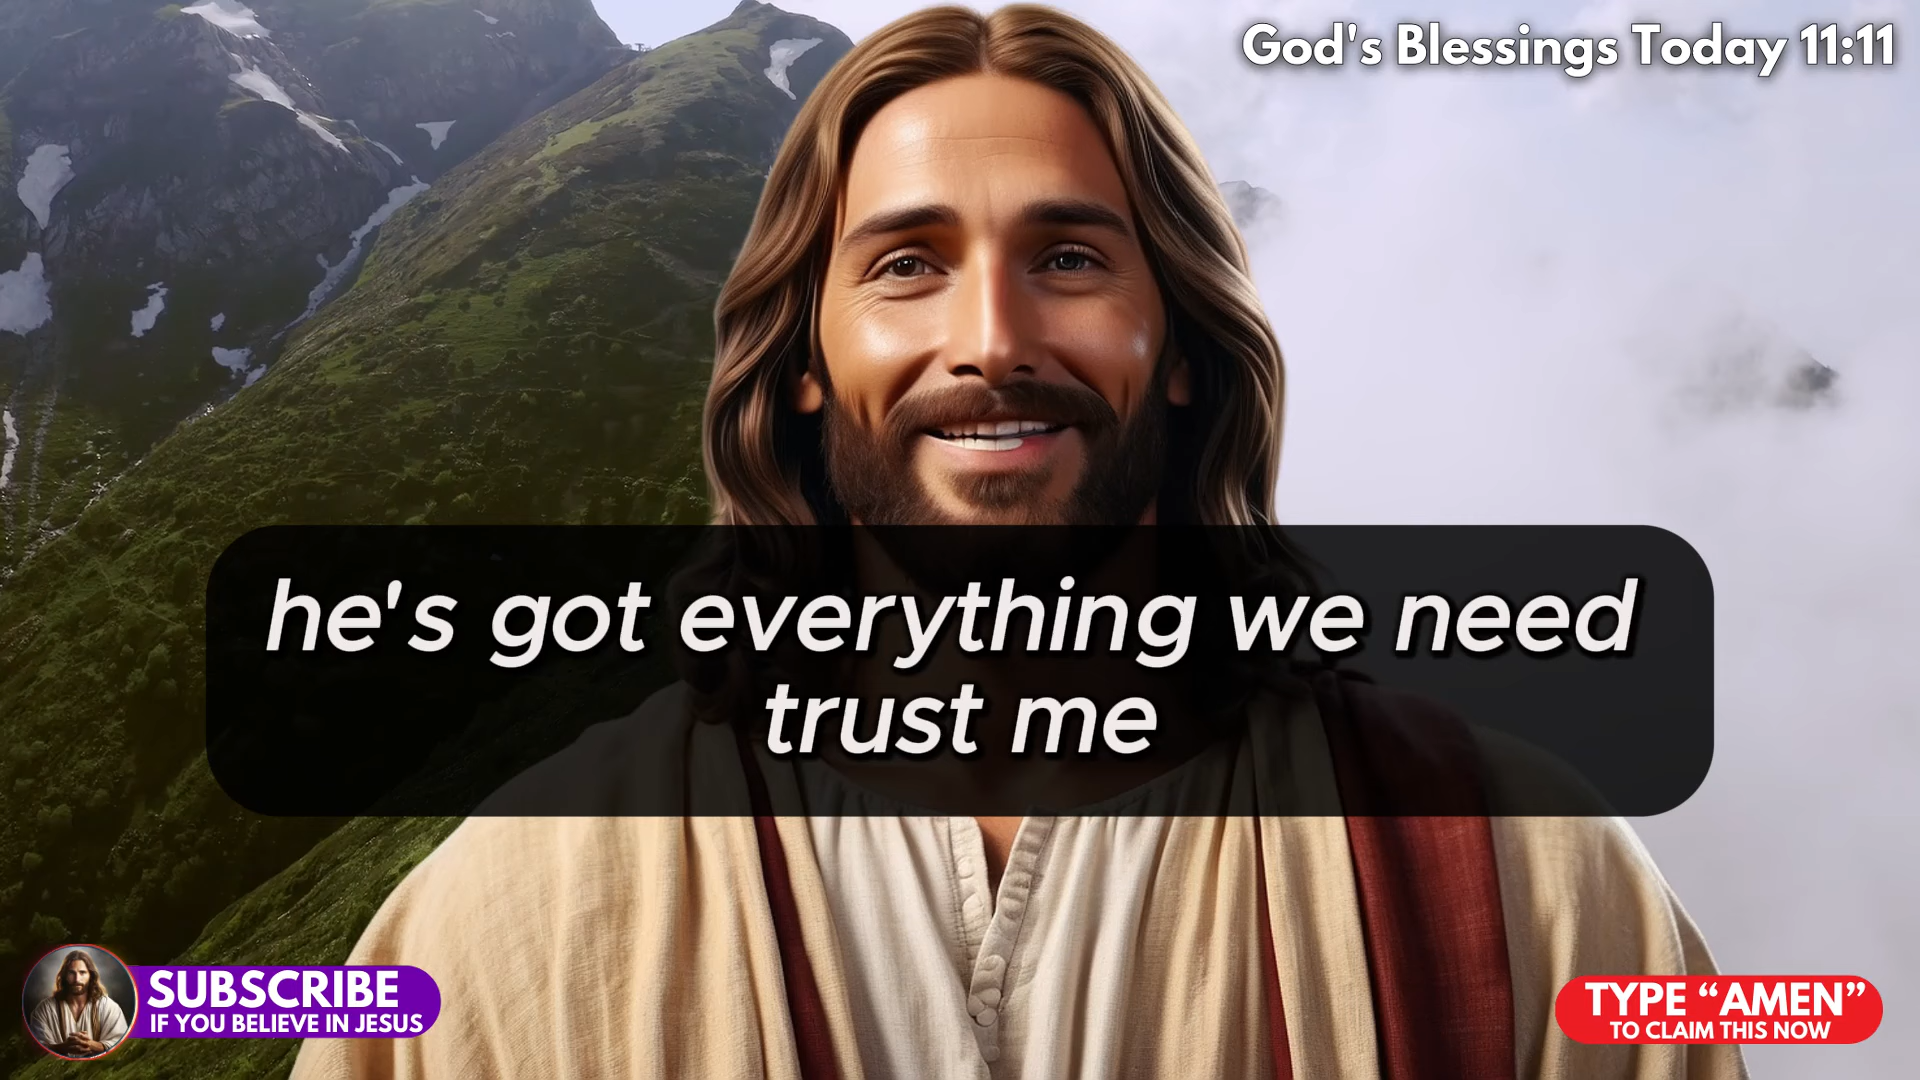 God's Blessings Today 11:11
he's got everything we need
trust me
SUBSCRIBE
IF YOU BELIEVE IN JESUS
TYPE “AMEN”
TO CLAIM THIS NOW